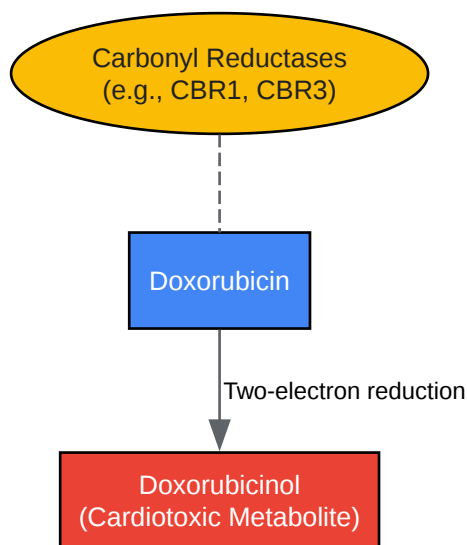 Carbonyl Reductases
(e.g., CBR1, CBR3)
Doxorubicin
Two-electron reduction
Doxorubicinol
(Cardiotoxic Metabolite)